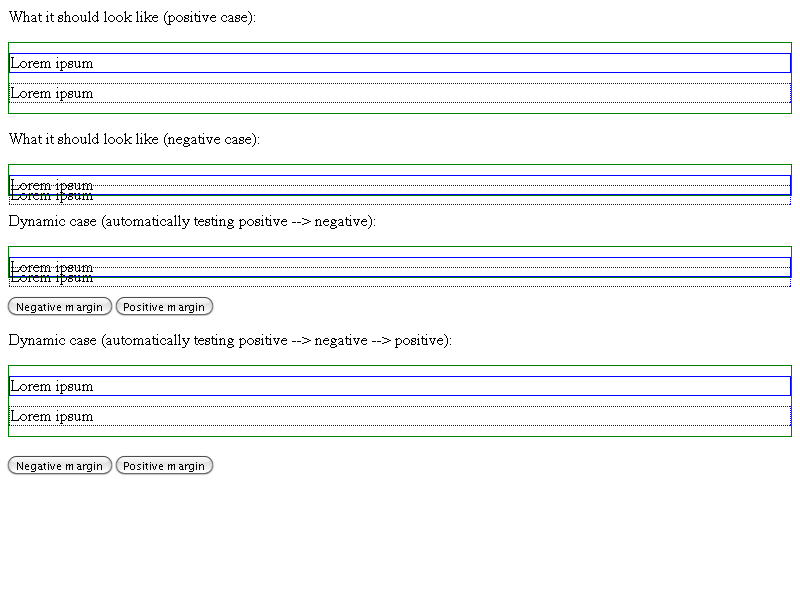 What it should look like (positive case):
Lorem ipsum
Lorem ipsum
What it should look like (negative case):
Lorem ipsum
Lorem ipsum
Dynamic case (automatically testing positive --> negative):
Lorem ipsum
Lorem ipsum
Negative margin Positive margin
Dynamic case (automatically testing positive --> negative --> positive):
Lorem ipsum
Lorem ipsum
Negative margin Positive margin